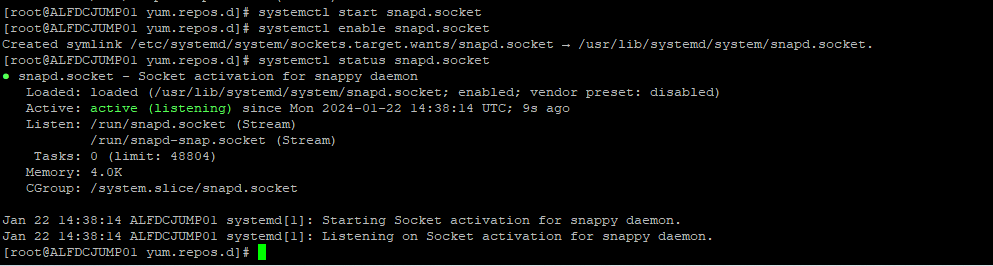 [root@ALFDCJUMP01 yum.repos.d]# systemctl start snapd.socket
[root@ALFDCJUMP01 yum.repos.d]# systemctl enable snapd.socket
Created symlink /etc/systemd/system/sockets.target.wants/snapd.socket → /usr/lib/systemd/system/snapd.socket.
[root@ALFDCJUMP01 yum.repos.d]# systemctl status snapd.socket
● snapd.socket - Socket activation for snappy daemon
   Loaded: loaded (/usr/lib/systemd/system/snapd.socket; enabled; vendor preset: disabled)
   Active: active (listening) since Mon 2024-01-22 14:38:14 UTC; 9s ago
   Listen: /run/snapd.socket (Stream)
           /run/snapd-snap.socket (Stream)
    Tasks: 0 (limit: 48804)
   Memory: 4.0K
   CGroup: /system.slice/snapd.socket

Jan 22 14:38:14 ALFDCJUMP01 systemd[1]: Starting Socket activation for snappy daemon.
Jan 22 14:38:14 ALFDCJUMP01 systemd[1]: Listening on Socket activation for snappy daemon.
[root@ALFDCJUMP01 yum.repos.d]#